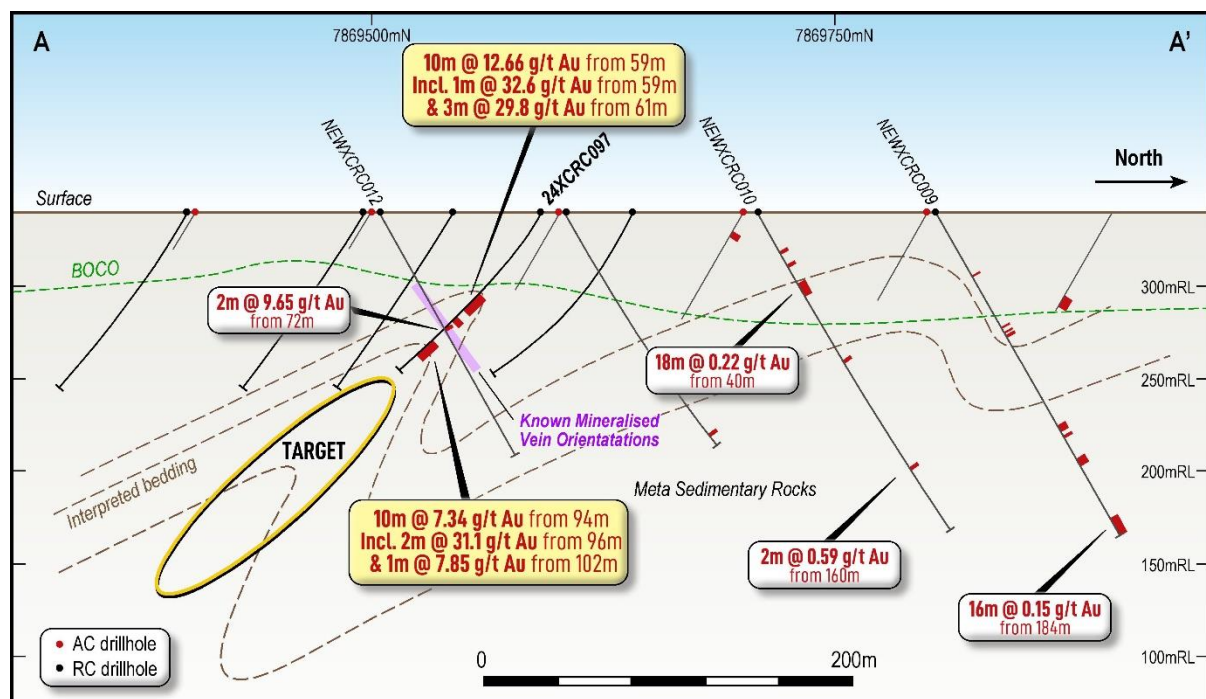 A
7869500mN
7869750mN
A'
10m @ 12.66 g/t Au from 59m
Incl. 1m @ 32.6 g/t Au from 59m
& 3m @ 29.8 g/t Au from 61m
NEWXCRC012
24XCRC097
NEWXCRC010
NEWXCRC009
North
Surface
BOCO
300mRL
2m @ 9.65 g/t Au
from 72m
18m @ 0.22 g/t Au
from 40m
250mRL
Known Mineralised
Vein Orientatations
TARGET
Interpreted bedding
200mRL
Meta Sedimentary Rocks
10m @ 7.34 g/t Au from 94m
Incl. 2m @ 31.1 g/t Au from 96m
& 1m @ 7.85 g/t Au from 102m
2m @ 0.59 g/t Au
from 160m
150mRL
16m @ 0.15 g/t Au
from 184m
AC drillhole
RC drillhole
0
200m
100mRL